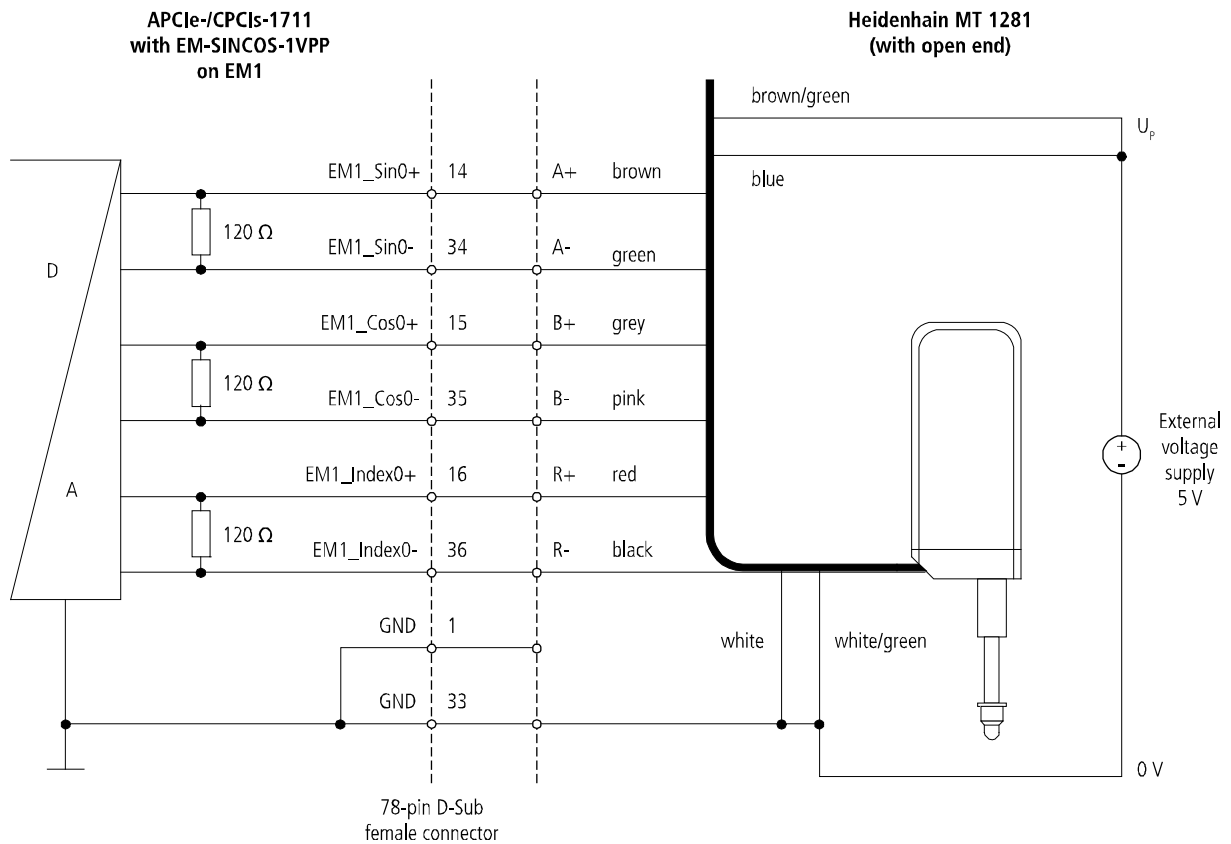 APCIe-/CPCIs-1711
with EM-SINCOS-1VPP
on EM1
Heidenhain MT 1281
(with open end)
brown/green
U_P
blue
EM1_Sin0+ 14 A+ brown
120 Ω
EM1_Sin0- 34 A- green
D
EM1_Cos0+ 15 B+ grey
120 Ω
EM1_Cos0- 35 B- pink
External
voltage
supply
5 V
+
-
EM1_Index0+ 16 R+ red
A
120 Ω
EM1_Index0- 36 R- black
GND 1
white
white/green
GND 33
0 V
78-pin D-Sub
female connector